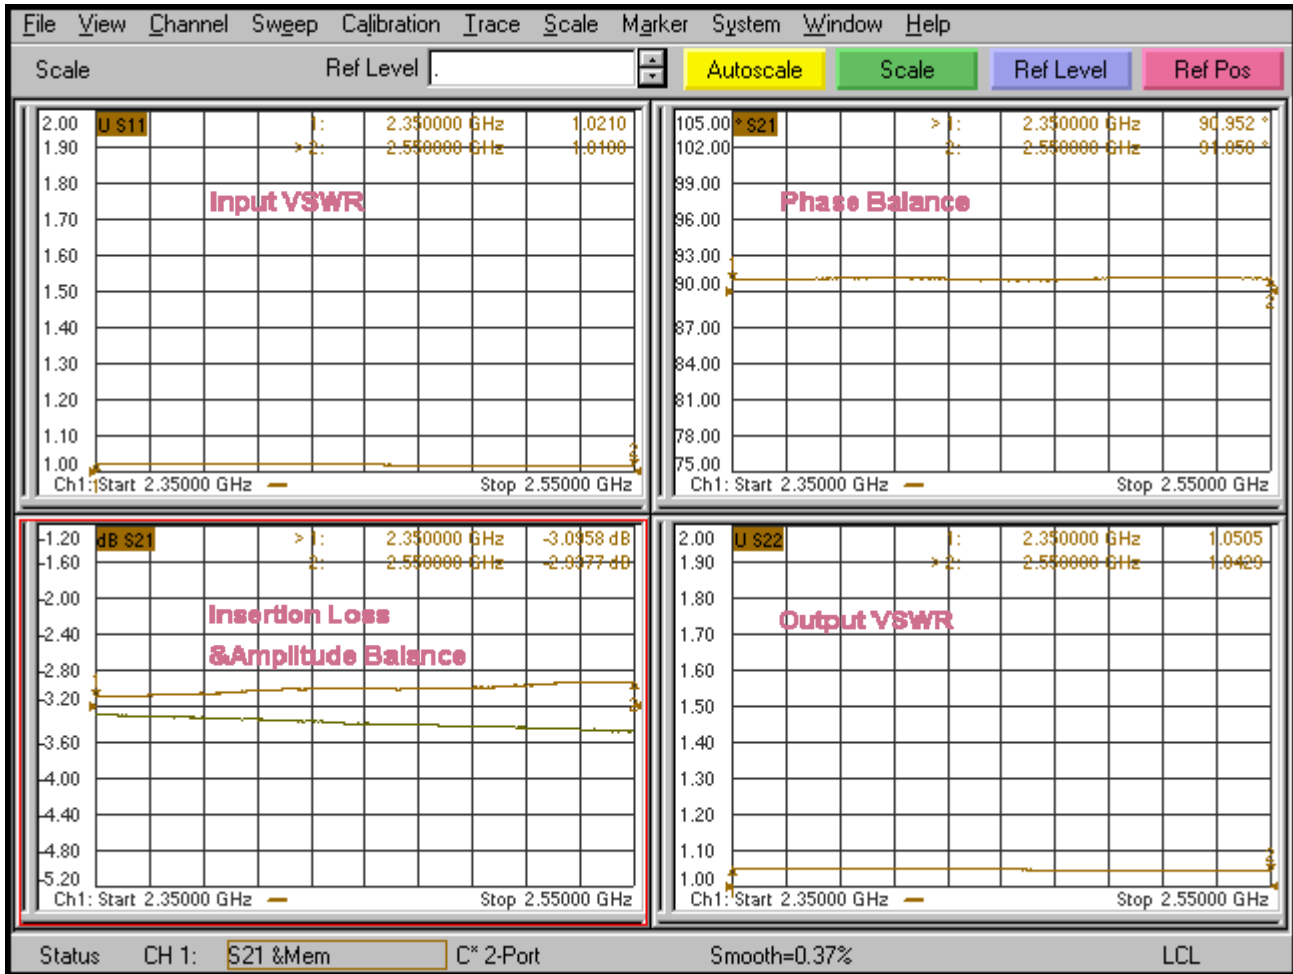 File View Channel Sweep Calibration Trace Scale Marker System Window Help
Scale Ref Level . Autoscale Scale Ref Level Ref Pos
2.00 U S11 1: 2.350000 GHz 1.0210
1.90 > 2: 2.550000 GHz 1.0100
1.80
Input VSWR
1.70
1.60
1.50
1.40
1.30
1.20
1.10
1.00
Ch1: Start 2.35000 GHz Stop 2.55000 GHz
105.00 ° S21 > 1: 2.350000 GHz 90.952 °
102.00 2: 2.550000 GHz 91.050 °
99.00
Phase Balance
96.00
93.00
90.00
87.00
84.00
81.00
78.00
75.00
Ch1: Start 2.35000 GHz Stop 2.55000 GHz
-1.20 dB S21 > 1: 2.350000 GHz -3.0958 dB
-1.60 2: 2.550000 GHz -2.9377 dB
-2.00
Insertion Loss
-2.40
&Amplitude Balance
-2.80
-3.20
-3.60
-4.00
-4.40
-4.80
-5.20
Ch1: Start 2.35000 GHz Stop 2.55000 GHz
2.00 U S22 1: 2.350000 GHz 1.0505
1.90 > 2: 2.550000 GHz 1.0429
1.80
Output VSWR
1.70
1.60
1.50
1.40
1.30
1.20
1.10
1.00
Ch1: Start 2.35000 GHz Stop 2.55000 GHz
Status CH 1: S21 &Mem C* 2-Port Smooth=0.37% LCL